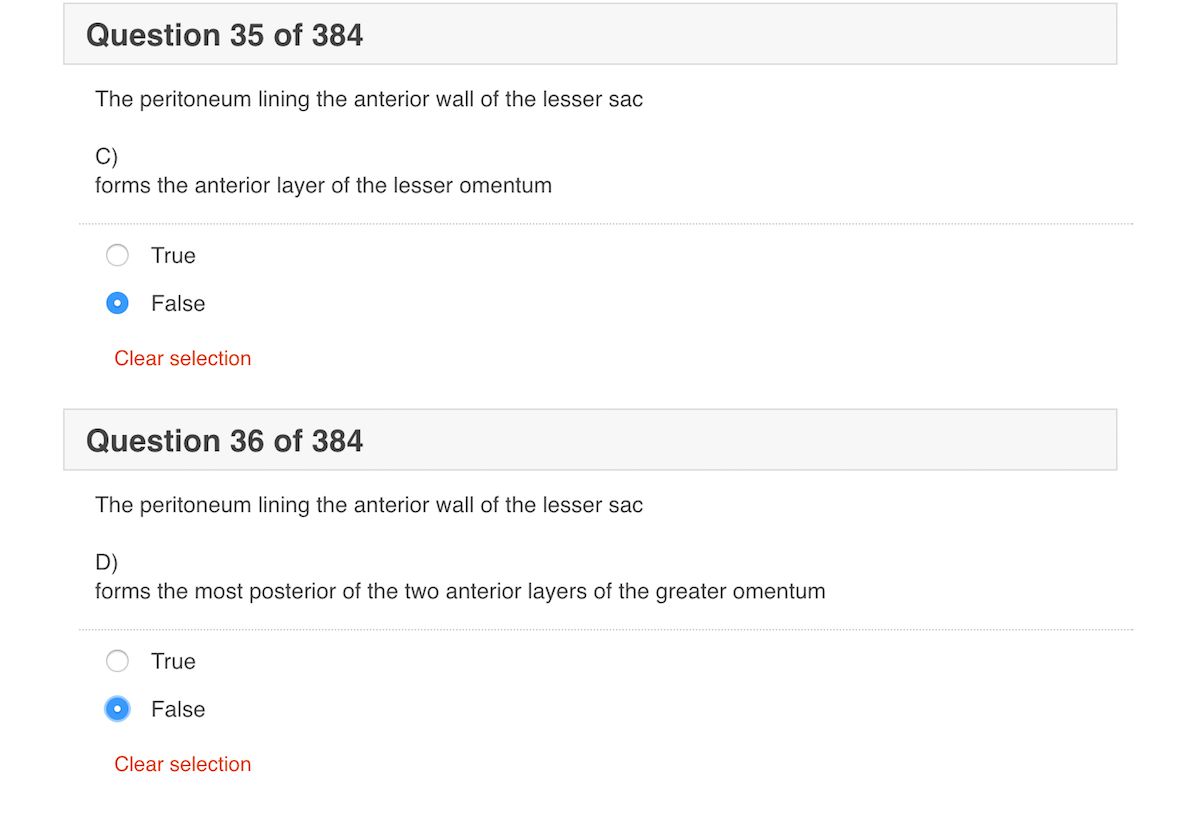 Question 35 of 384
The peritoneum lining the anterior wall of the lesser sac
C)
forms the anterior layer of the lesser omentum
True
False
Clear selection
Question 36 of 384
The peritoneum lining the anterior wall of the lesser sac
D)
forms the most posterior of the two anterior layers of the greater omentum
True
False
Clear selection